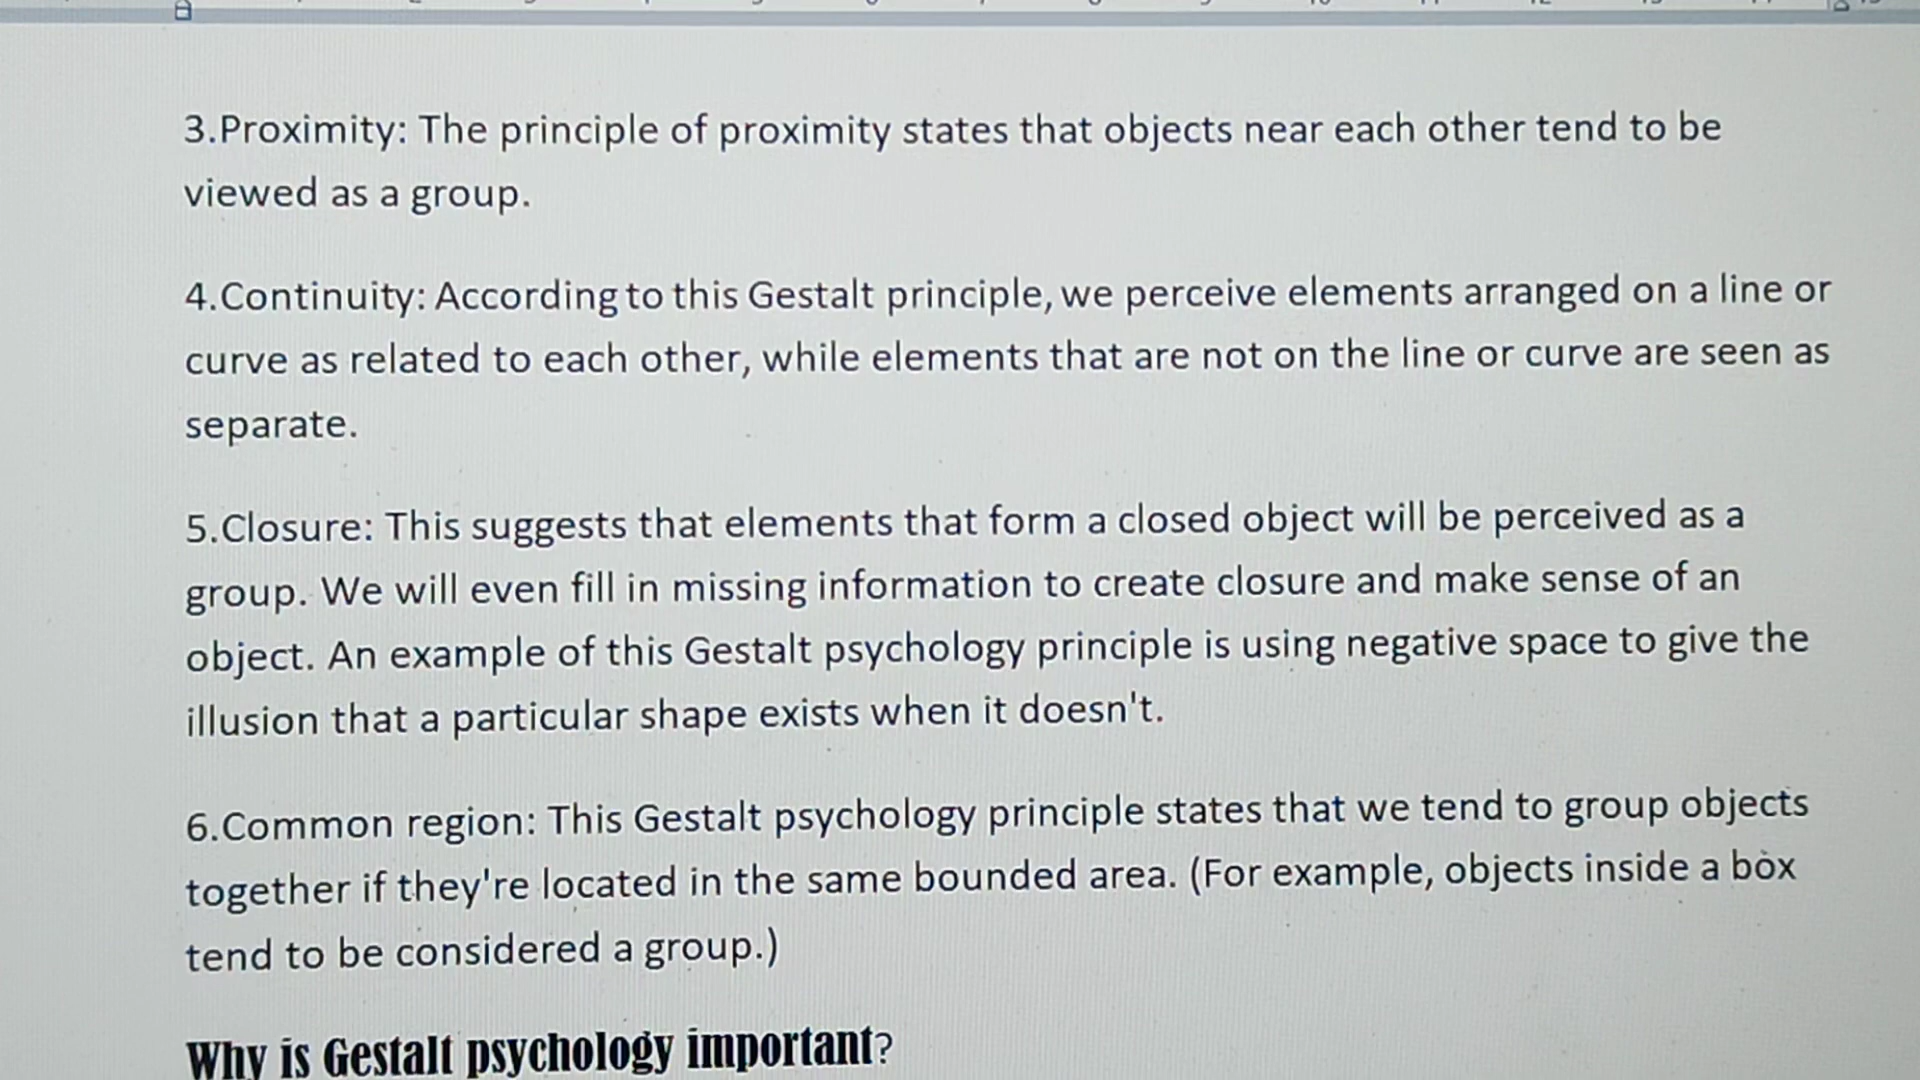 3.Proximity: The principle of proximity states that objects near each other tend to be
viewed as a group.
4.Continuity: According to this Gestalt principle, we perceive elements arranged on a line or
curve as related to each other, while elements that are not on the line or curve are seen as
separate.
5.Closure: This suggests that elements that form a closed object will be perceived as a
group. We will even fill in missing information to create closure and make sense of an
object. An example of this Gestalt psychology principle is using negative space to give the
illusion that a particular shape exists when it doesn't.
6.Common region: This Gestalt psychology principle states that we tend to group objects
together if they're located in the same bounded area. (For example, objects inside a box
tend to be considered a group.)
Why is Gestalt psychology important?